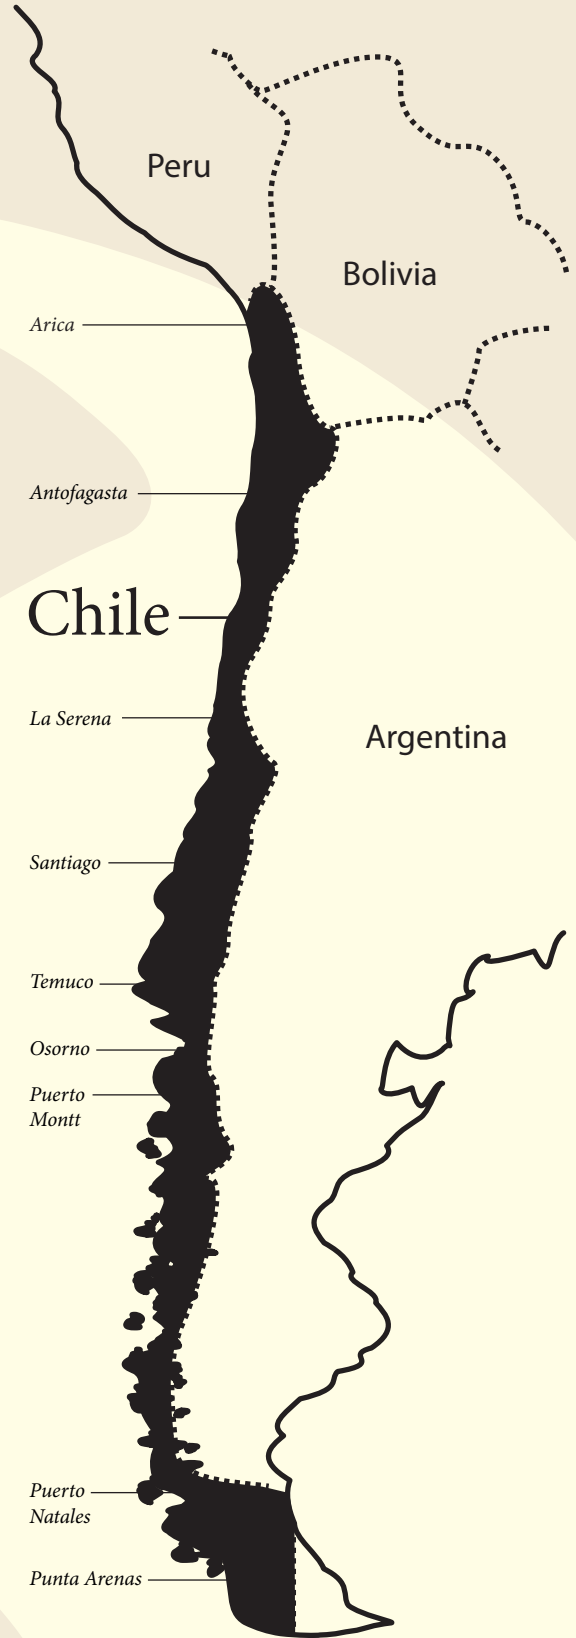 Peru
Bolivia
Arica
Antofagasta
Chile
La Serena
Argentina
Santiago
Temuco
Osorno
Puerto
Montt
Puerto
Natales
Punta Arenas